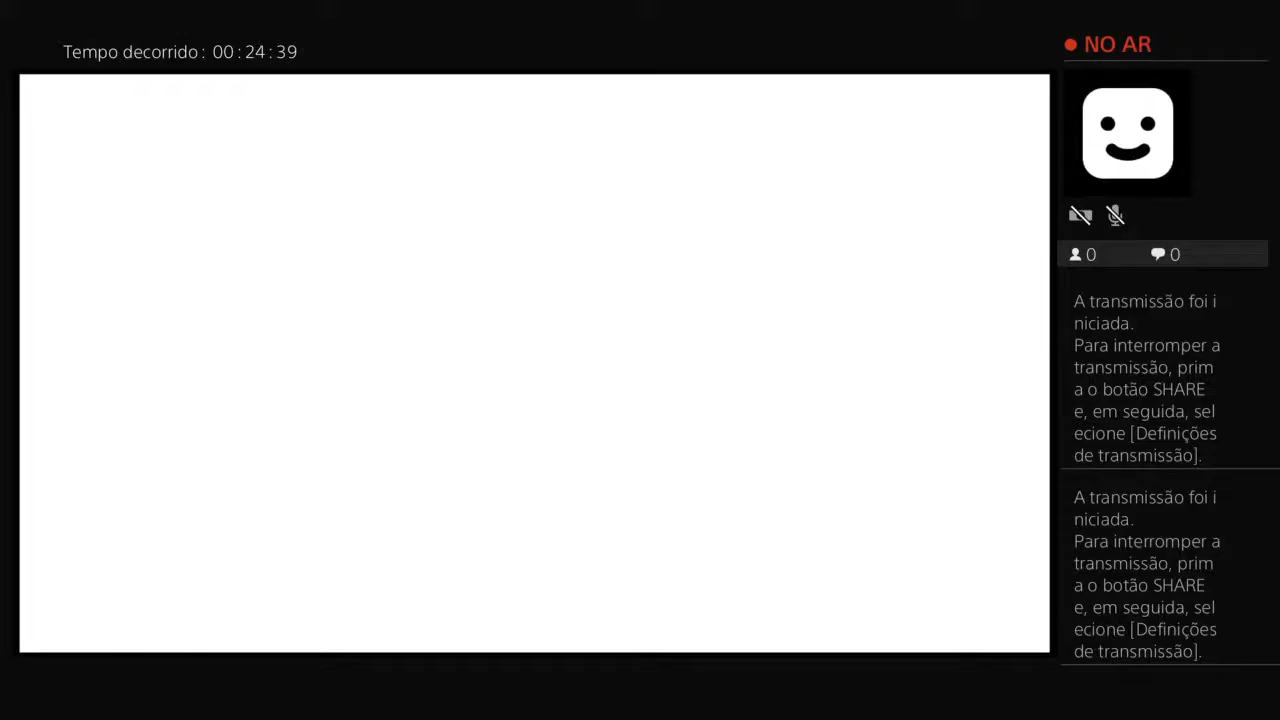 Tempo decorrido: 00:24:39
NO AR
0 0
A transmissão foi i
niciada.
Para interromper a
transmissão, prim
a o botão SHARE
e, em seguida, sel
ecione [Definições
de transmissão].
A transmissão foi i
niciada.
Para interromper a
transmissão, prim
a o botão SHARE
e, em seguida, sel
ecione [Definições
de transmissão].